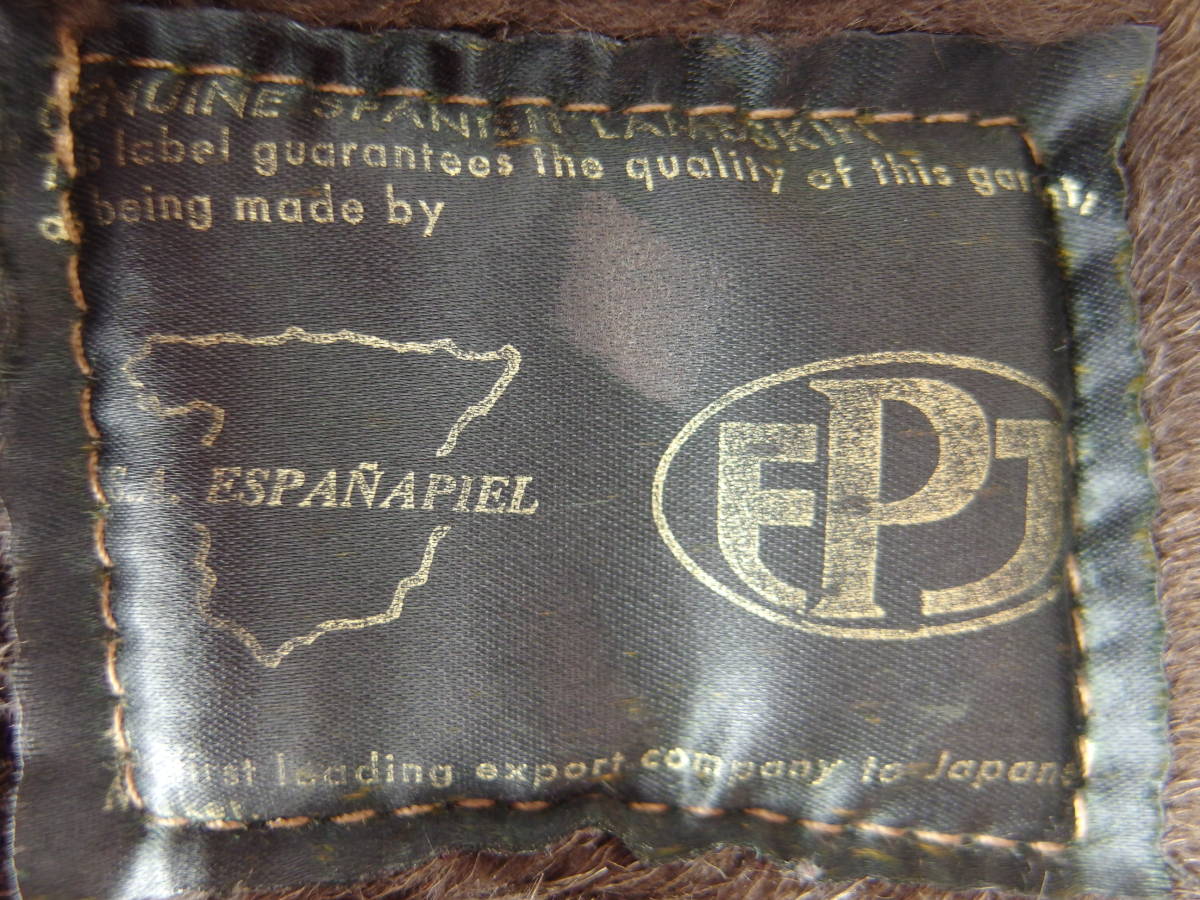 GENUINE SPANISH LAMBSKIN
label guarantees the quality of this
being made by
S.A. ESPAÑAPIEL
EPJ
leading export company to Japan